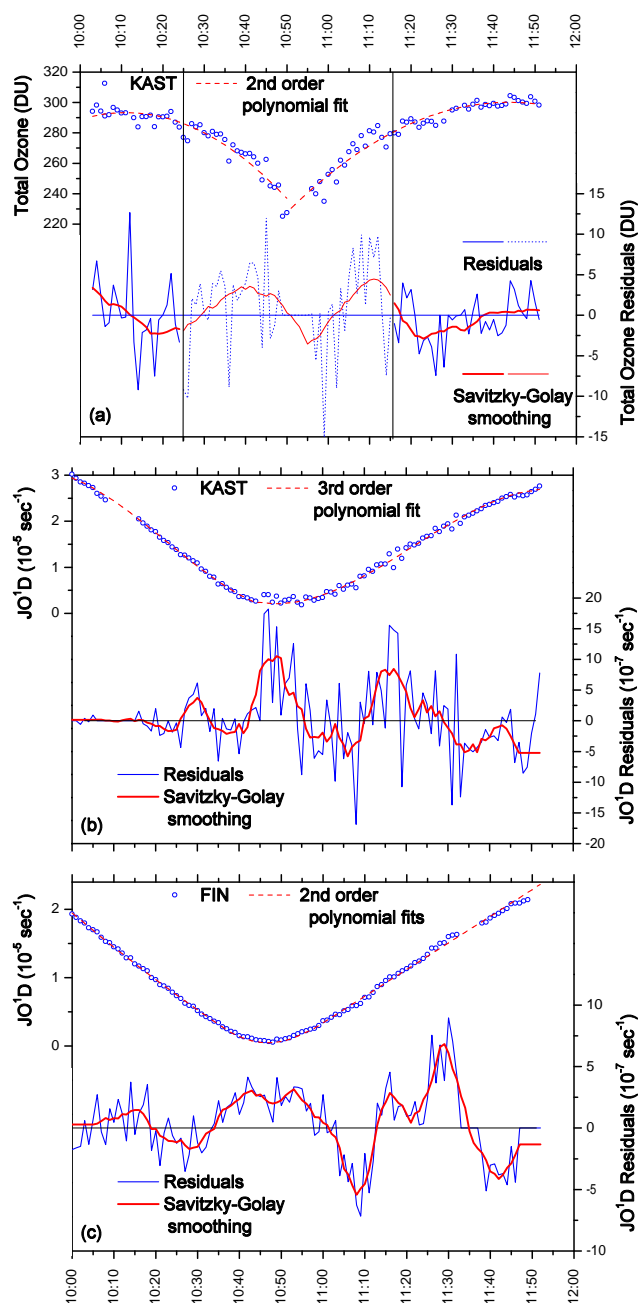 10:00 10:10 10:20 10:30 10:40 10:50 11:00 11:10 11:20 11:30 11:40 11:50 12:00
320
300
280
260
240
220
Total Ozone (DU)
KAST
2nd order
polynomial fit
15
10
5
0
-5
-10
-15
Total Ozone Residuals (DU)
Residuals
Savitzky-Golay
smoothing
(a)
3
2
1
0
JO¹D (10⁻⁵ sec⁻¹)
KAST
3rd order
polynomial fit
20
15
10
5
0
-5
-10
-15
-20
JO¹D Residuals (10⁻⁷ sec⁻¹)
Residuals
Savitzky-Golay
smoothing
(b)
2
1
0
JO¹D (10⁻⁵ sec⁻¹)
FIN
2nd order
polynomial fits
10
5
0
-5
-10
JO¹D Residuals (10⁻⁷ sec⁻¹)
Residuals
Savitzky-Golay
smoothing
(c)
10:00 10:10 10:20 10:30 10:40 10:50 11:00 11:10 11:20 11:30 11:40 11:50 12:00